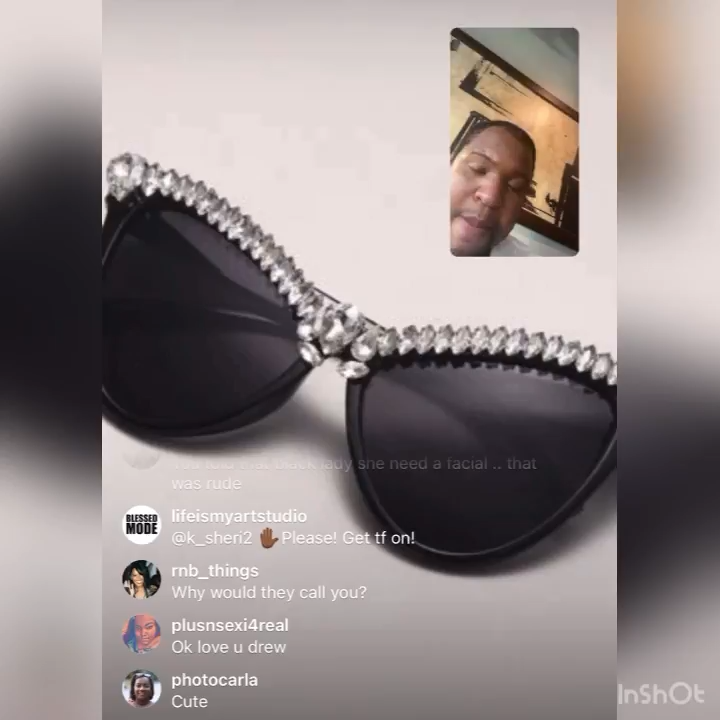 You told that black lady she need a facial .. that
was rude
BLESSED
MODE
lifeismyartstudio
@k_sheri2 ✋🏾Please! Get tf on!
rnb_things
Why would they call you?
plusnsexi4real
Ok love u drew
photocarla
Cute
InShOt